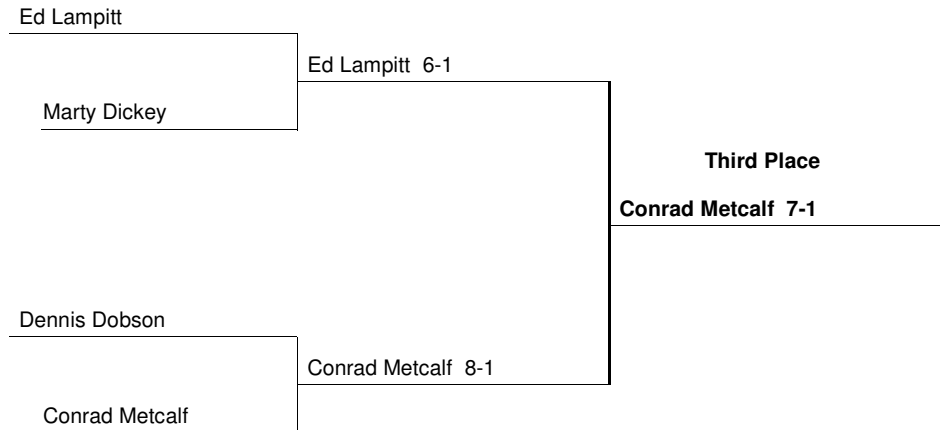 Ed Lampitt
Ed Lampitt 6-1
Marty Dickey
Third Place
Conrad Metcalf 7-1
Dennis Dobson
Conrad Metcalf 8-1
Conrad Metcalf